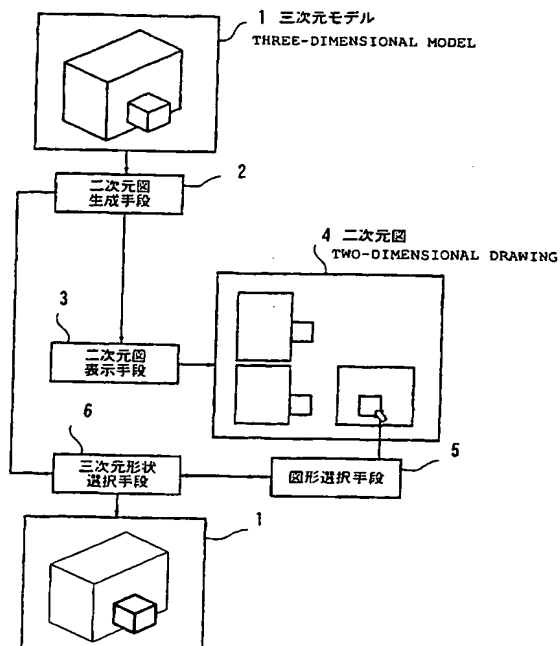 1 三次元モデル
THREE-DIMENSIONAL MODEL
2
二次元図
生成手段
4 二次元図
TWO-DIMENSIONAL DRAWING
3
二次元図
表示手段
6
三次元形状
選択手段
図形選択手段
5
1